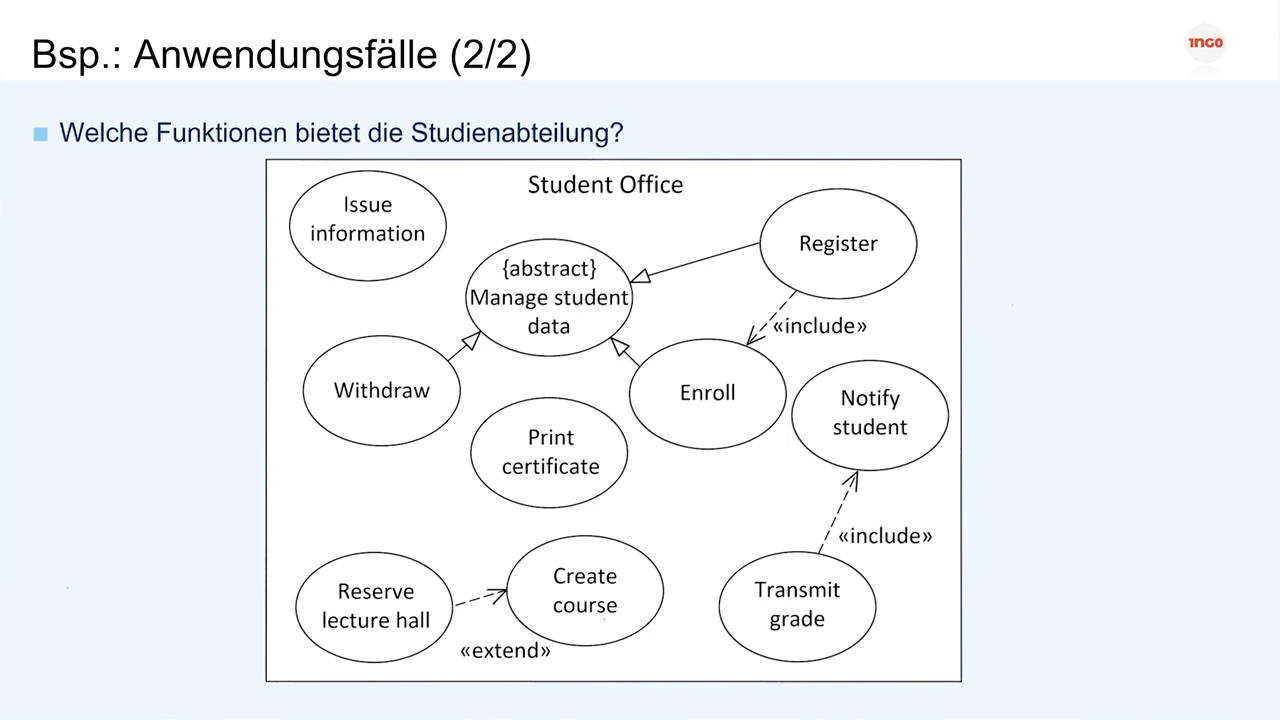 Bsp.: Anwendungsfälle (2/2)
1NGO
Welche Funktionen bietet die Studienabteilung?
Student Office
Issue
information
Register
{abstract}
Manage student
data
«include»
Withdraw
Enroll
Notify
student
Print
certificate
«include»
Reserve
lecture hall
Create
course
Transmit
grade
«extend»